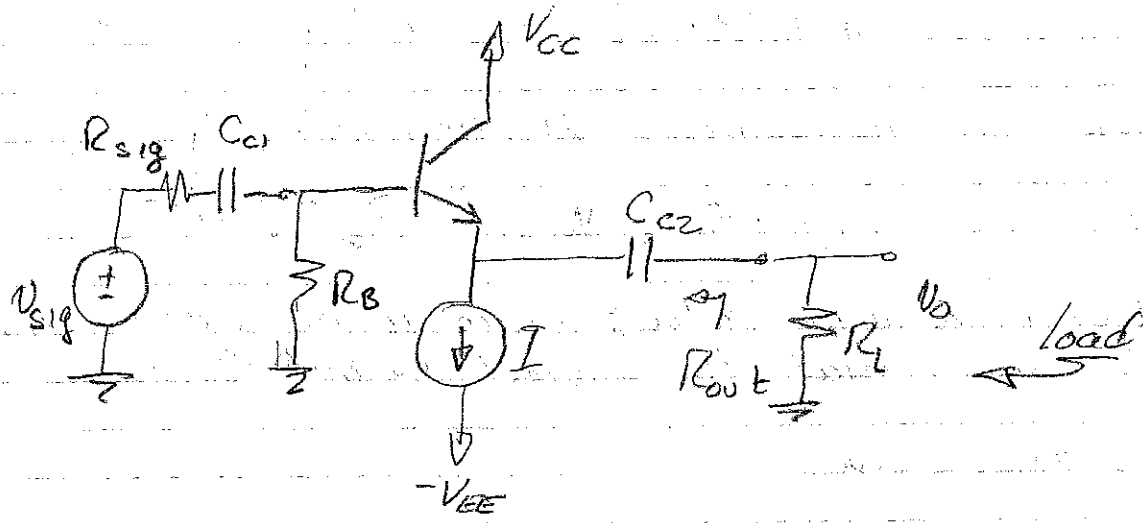 V_CC
R_sig C_C1
C_C2
v_sig + - R_B I R_out R_L v_o load
-V_EE